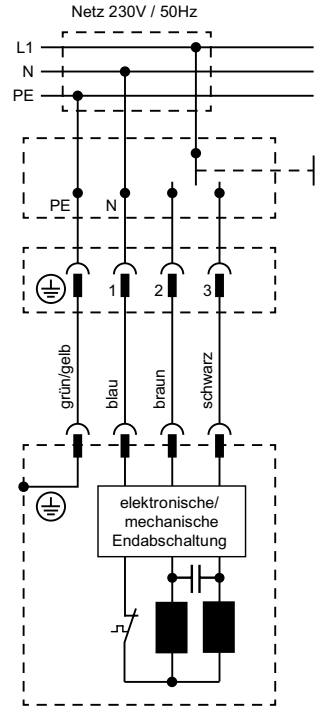 Netz 230V / 50Hz
L1
N
PE
PE N
1 2 3
grün/gelb
blau
braun
schwarz
elektronische/
mechanische
Endabschaltung